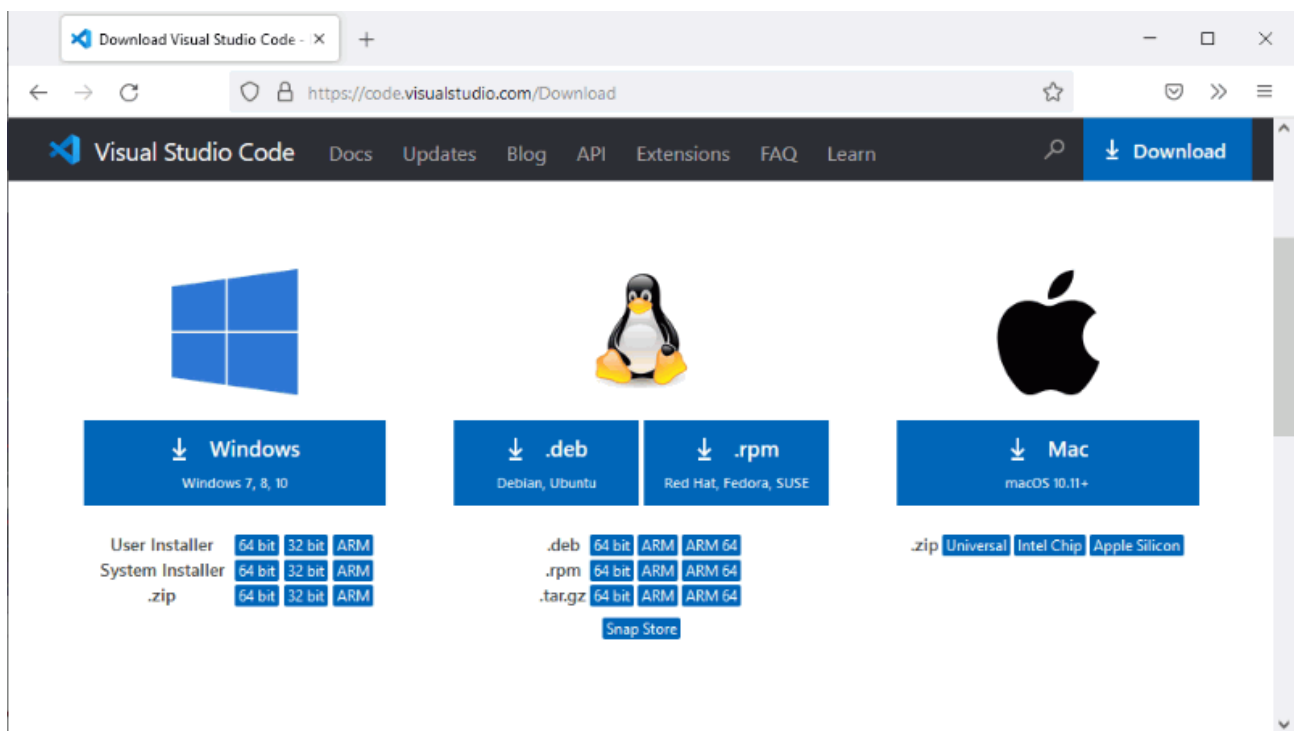 Download Visual Studio Code -
https://code.visualstudio.com/Download
Visual Studio Code Docs Updates Blog API Extensions FAQ Learn Download
Windows
Windows 7, 8, 10
User Installer 64 bit 32 bit ARM
System Installer 64 bit 32 bit ARM
.zip 64 bit 32 bit ARM
.deb
Debian, Ubuntu
.rpm
Red Hat, Fedora, SUSE
.deb 64 bit ARM ARM 64
.rpm 64 bit ARM ARM 64
.tar.gz 64 bit ARM ARM 64
Snap Store
Mac
macOS 10.11+
.zip Universal Intel Chip Apple Silicon